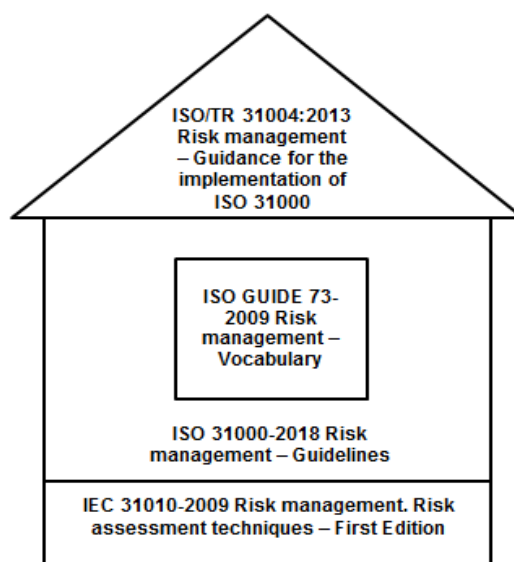 ISO/TR 31004:2013
Risk management
– Guidance for the
implementation of
ISO 31000
ISO GUIDE 73-
2009 Risk
management –
Vocabulary
ISO 31000-2018 Risk
management – Guidelines
IEC 31010-2009 Risk management. Risk
assessment techniques – First Edition